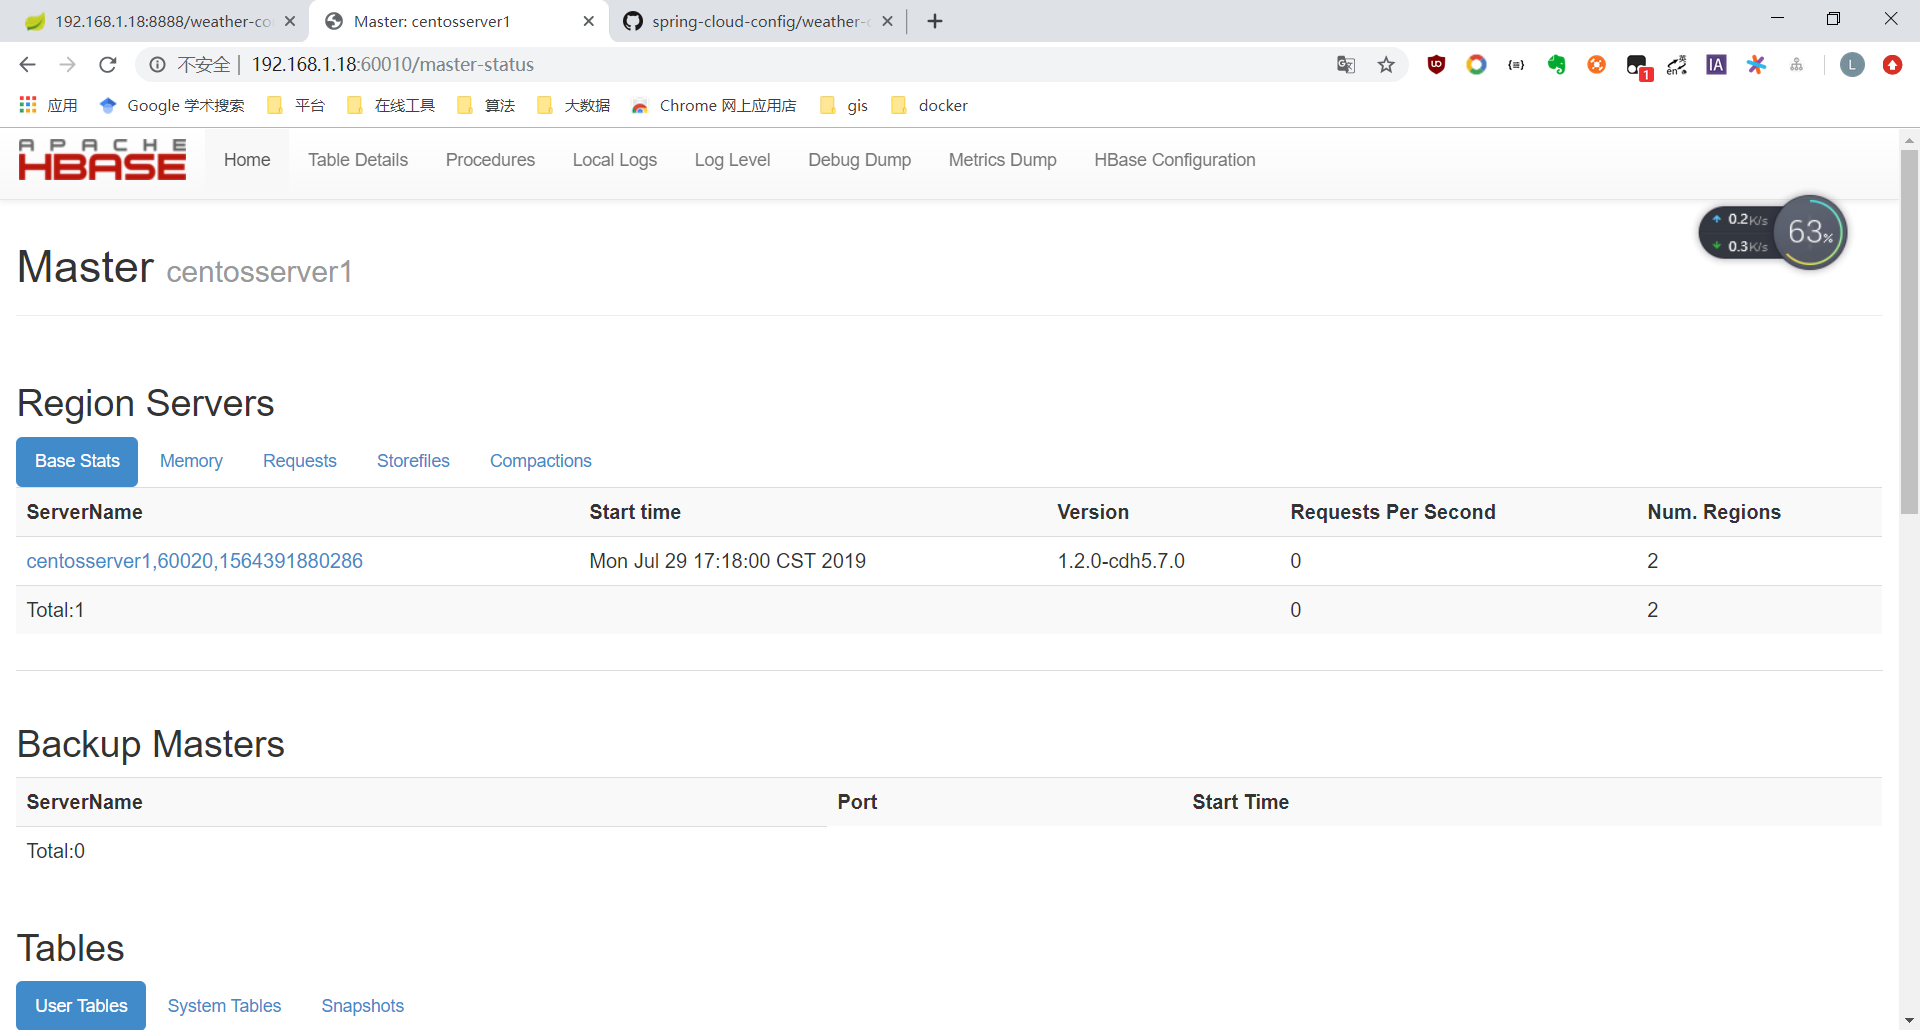 192.168.1.18:8888/weather-co
Master: centosserver1
spring-cloud-config/weather-c
不安全 | 192.168.1.18:60010/master-status
1
英
en
IA
L
应用
Google 学术搜索
平台
在线工具
算法
大数据
Chrome 网上应用店
gis
docker
APACHE
HBASE
Home
Table Details
Procedures
Local Logs
Log Level
Debug Dump
Metrics Dump
HBase Configuration
0.2K/s
0.3K/s
63%
Master centosserver1
Region Servers
Base Stats
Memory
Requests
Storefiles
Compactions
ServerName Start time Version Requests Per Second Num. Regions
centosserver1,60020,1564391880286 Mon Jul 29 17:18:00 CST 2019 1.2.0-cdh5.7.0 0 2
Total:1 0 2
Backup Masters
ServerName Port Start Time
Total:0
Tables
User Tables
System Tables
Snapshots